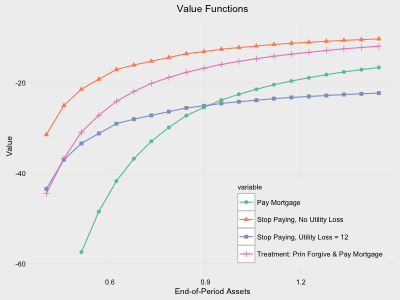 Value Functions
Value
-20
-40
-60
variable
Pay Mortgage
Stop Paying, No Utility Loss
Stop Paying, Utility Loss = 12
Treatment: Prin Forgive & Pay Mortgage
0.6
0.9
1.2
End-of-Period Assets